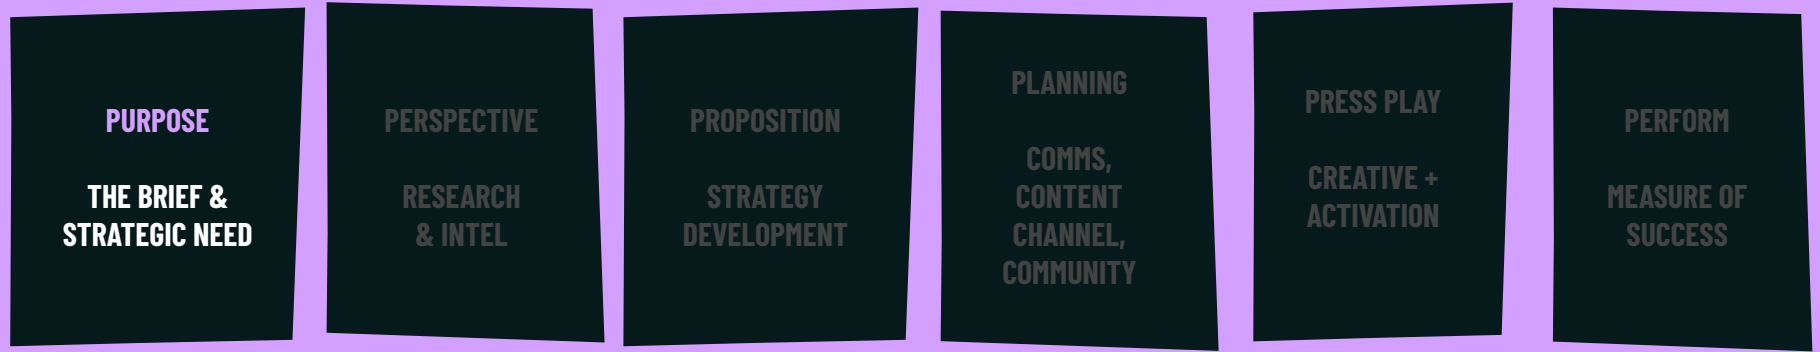 PURPOSE
THE BRIEF &
STRATEGIC NEED
PERSPECTIVE
RESEARCH
& INTEL
PROPOSITION
STRATEGY
DEVELOPMENT
PLANNING
COMMS,
CONTENT
CHANNEL,
COMMUNITY
PRESS PLAY
CREATIVE +
ACTIVATION
PERFORM
MEASURE OF
SUCCESS